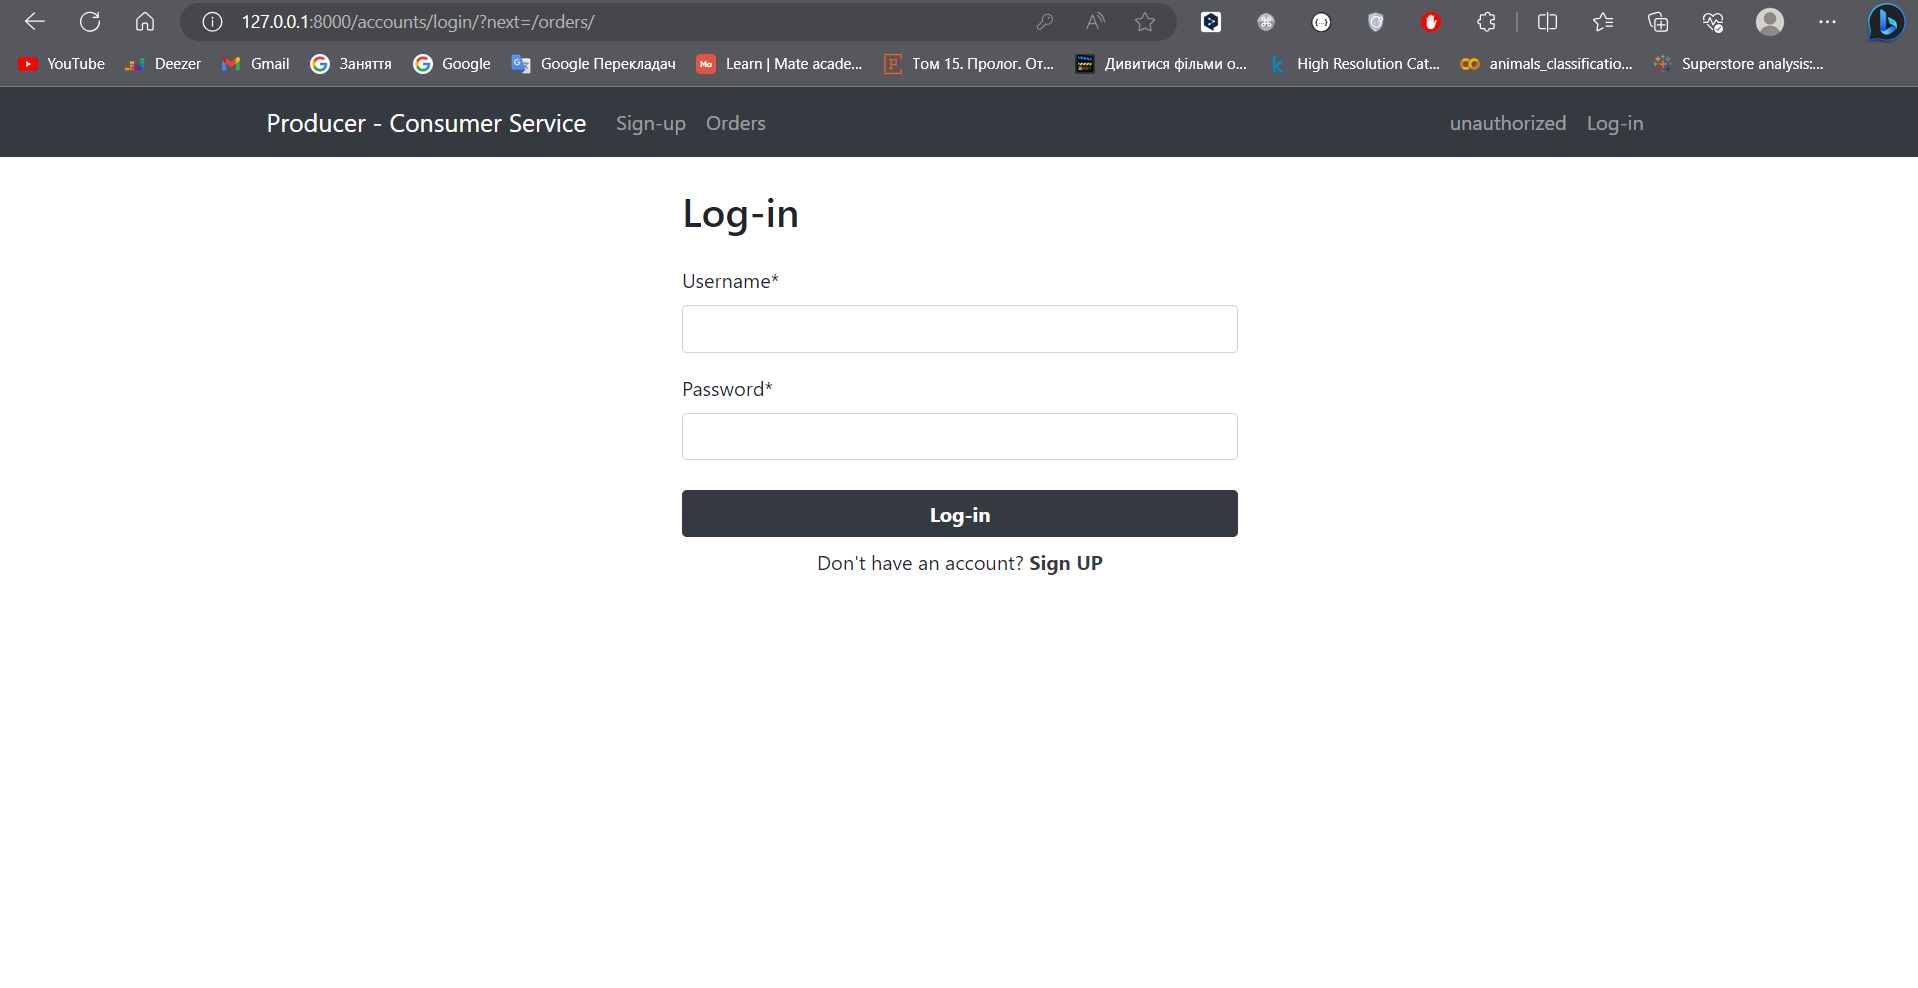 127.0.0.1:8000/accounts/login/?next=/orders/
YouTube Deezer Gmail Заняття Google Google Перекладач Learn | Mate acade... Том 15. Пролог. От... Дивитися фільми о... High Resolution Cat... animals_classificatio... Superstore analysis:...
Producer - Consumer Service Sign-up Orders unauthorized Log-in
Log-in
Username*
Password*
Log-in
Don't have an account? Sign UP